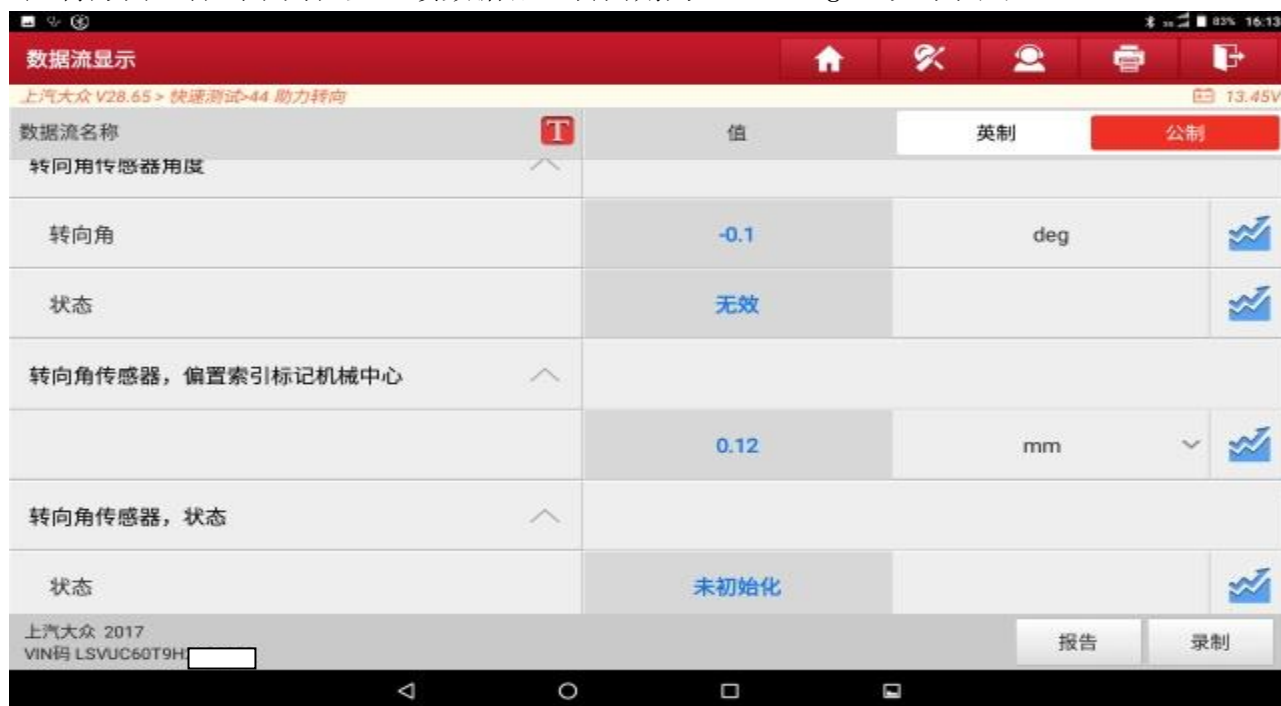 83% 16:13
数据流显示
上汽大众 V28.65 > 快速测试>44 助力转向 13.45V
数据流名称 T 值 英制 公制
转向角传感器角度
转向角 -0.1 deg
状态 无效
转向角传感器，偏置索引标记机械中心
0.12 mm
转向角传感器，状态
状态 未初始化
上汽大众 2017
VIN码 LSVUC60T9H
报告 录制